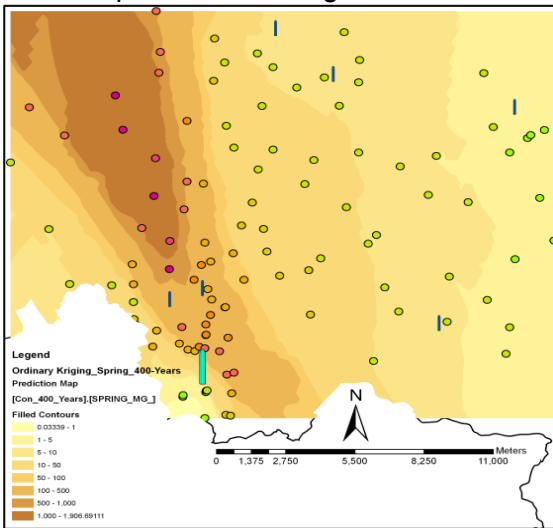 Legend
Ordinary Kriging_Spring_400-Years
Prediction Map
[Con_400_Years].[SPRING_MG_]
Filled Contours
0.03339 - 1
1 - 5
5 - 10
10 - 50
50 - 100
100 - 500
500 - 1,000
1,000 - 1,906.69111
N
Meters
0 1,375 2,750 5,500 8,250 11,000